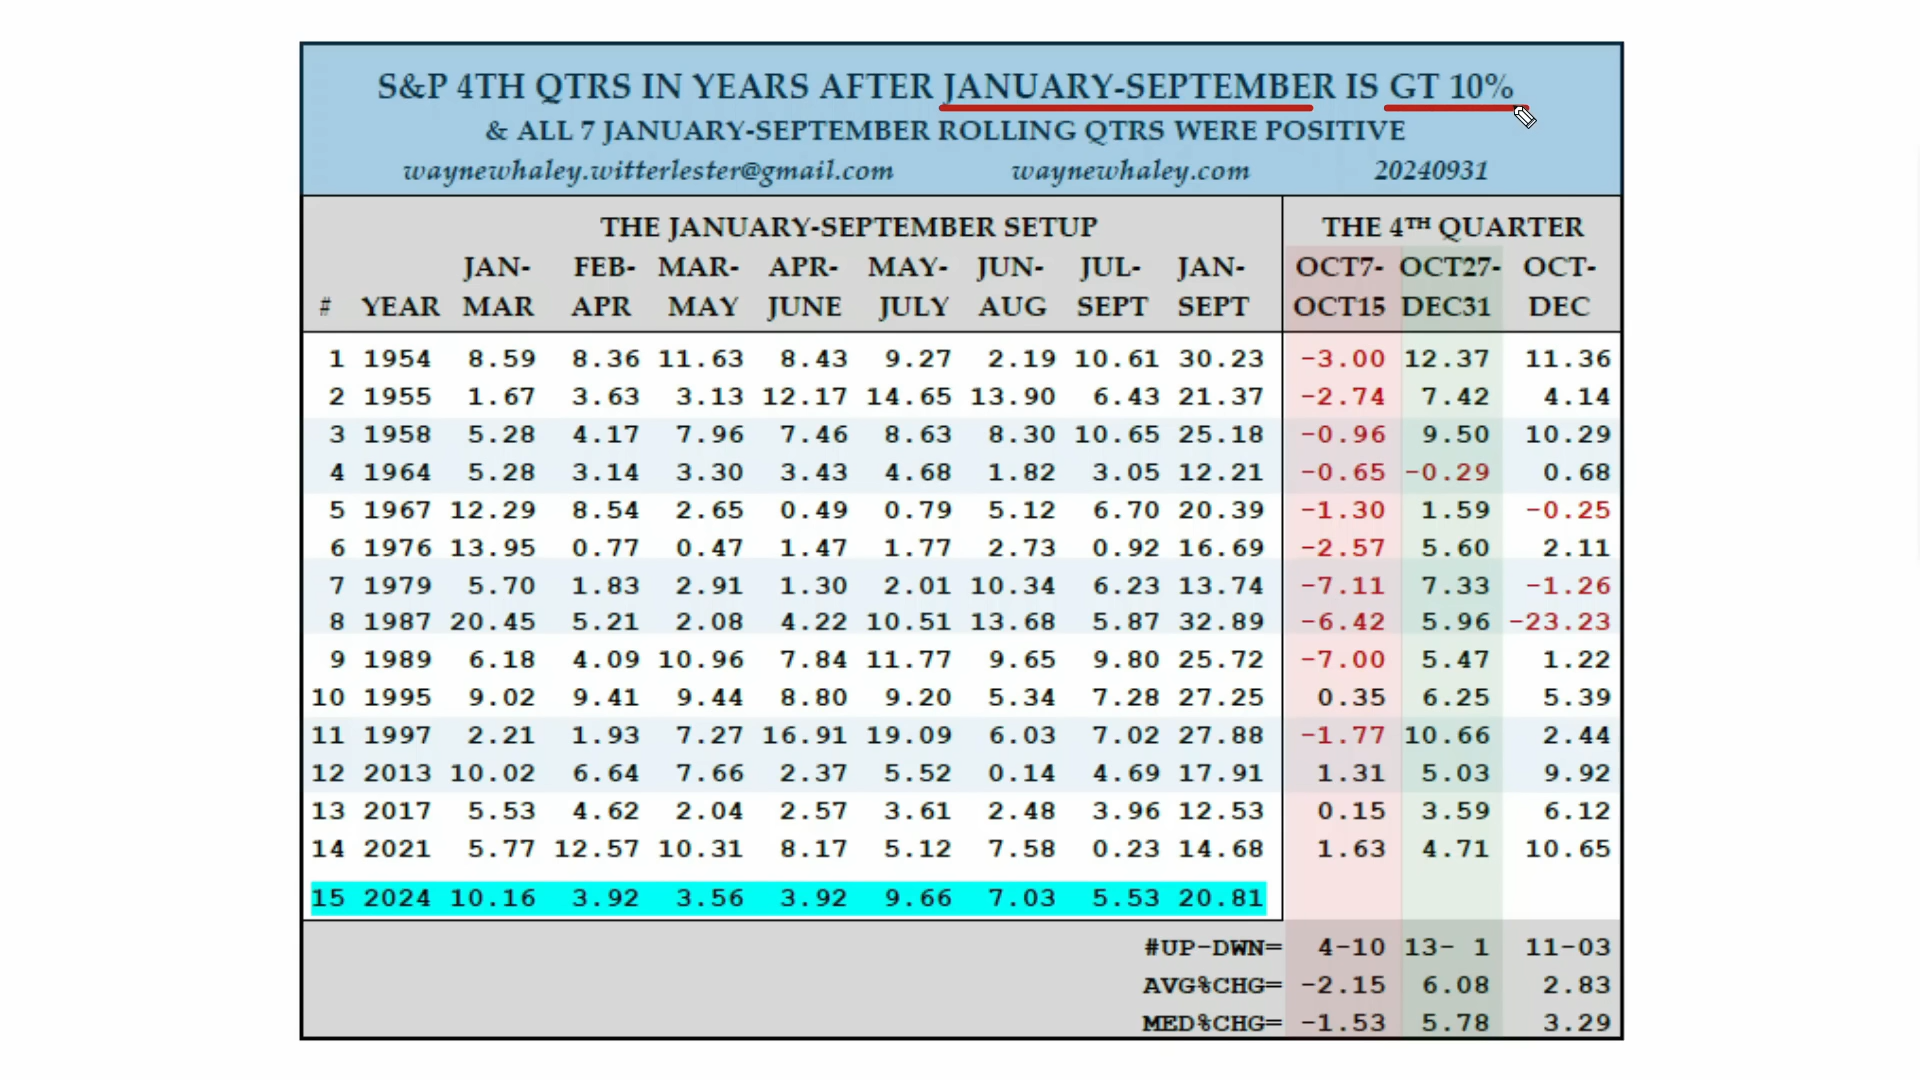 S&P 4TH QTRS IN YEARS AFTER JANUARY-SEPTEMBER IS GT 10%
& ALL 7 JANUARY-SEPTEMBER ROLLING QTRS WERE POSITIVE
waynewhaley.witterlester@gmail.com waynewhaley.com 20240931
THE JANUARY-SEPTEMBER SETUP THE 4TH QUARTER
JAN- FEB- MAR- APR- MAY- JUN- JUL- JAN- OCT7- OCT27- OCT-
# YEAR MAR APR MAY JUNE JULY AUG SEPT SEPT OCT15 DEC31 DEC
1 1954 8.59 8.36 11.63 8.43 9.27 2.19 10.61 30.23 -3.00 12.37 11.36
2 1955 1.67 3.63 3.13 12.17 14.65 13.90 6.43 21.37 -2.74 7.42 4.14
3 1958 5.28 4.17 7.96 7.46 8.63 8.30 10.65 25.18 -0.96 9.50 10.29
4 1964 5.28 3.14 3.30 3.43 4.68 1.82 3.05 12.21 -0.65 -0.29 0.68
5 1967 12.29 8.54 2.65 0.49 0.79 5.12 6.70 20.39 -1.30 1.59 -0.25
6 1976 13.95 0.77 0.47 1.47 1.77 2.73 0.92 16.69 -2.57 5.60 2.11
7 1979 5.70 1.83 2.91 1.30 2.01 10.34 6.23 13.74 -7.11 7.33 -1.26
8 1987 20.45 5.21 2.08 4.22 10.51 13.68 5.87 32.89 -6.42 5.96 -23.23
9 1989 6.18 4.09 10.96 7.84 11.77 9.65 9.80 25.72 -7.00 5.47 1.22
10 1995 9.02 9.41 9.44 8.80 9.20 5.34 7.28 27.25 0.35 6.25 5.39
11 1997 2.21 1.93 7.27 16.91 19.09 6.03 7.02 27.88 -1.77 10.66 2.44
12 2013 10.02 6.64 7.66 2.37 5.52 0.14 4.69 17.91 1.31 5.03 9.92
13 2017 5.53 4.62 2.04 2.57 3.61 2.48 3.96 12.53 0.15 3.59 6.12
14 2021 5.77 12.57 10.31 8.17 5.12 7.58 0.23 14.68 1.63 4.71 10.65
15 2024 10.16 3.92 3.56 3.92 9.66 7.03 5.53 20.81
#UP-DWN= 4-10 13- 1 11-03
AVG%CHG= -2.15 6.08 2.83
MED%CHG= -1.53 5.78 3.29